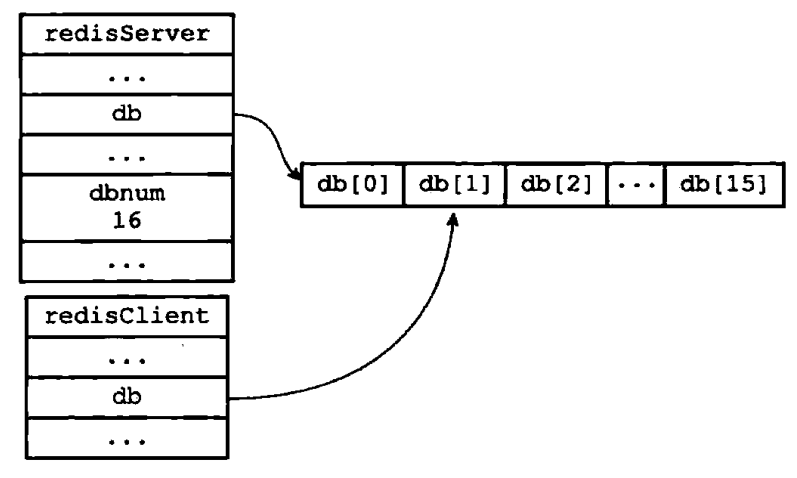 redisServer
...
db
...
dbnum
16
...
db[0] db[1] db[2] ... db[15]
redisClient
...
db
...